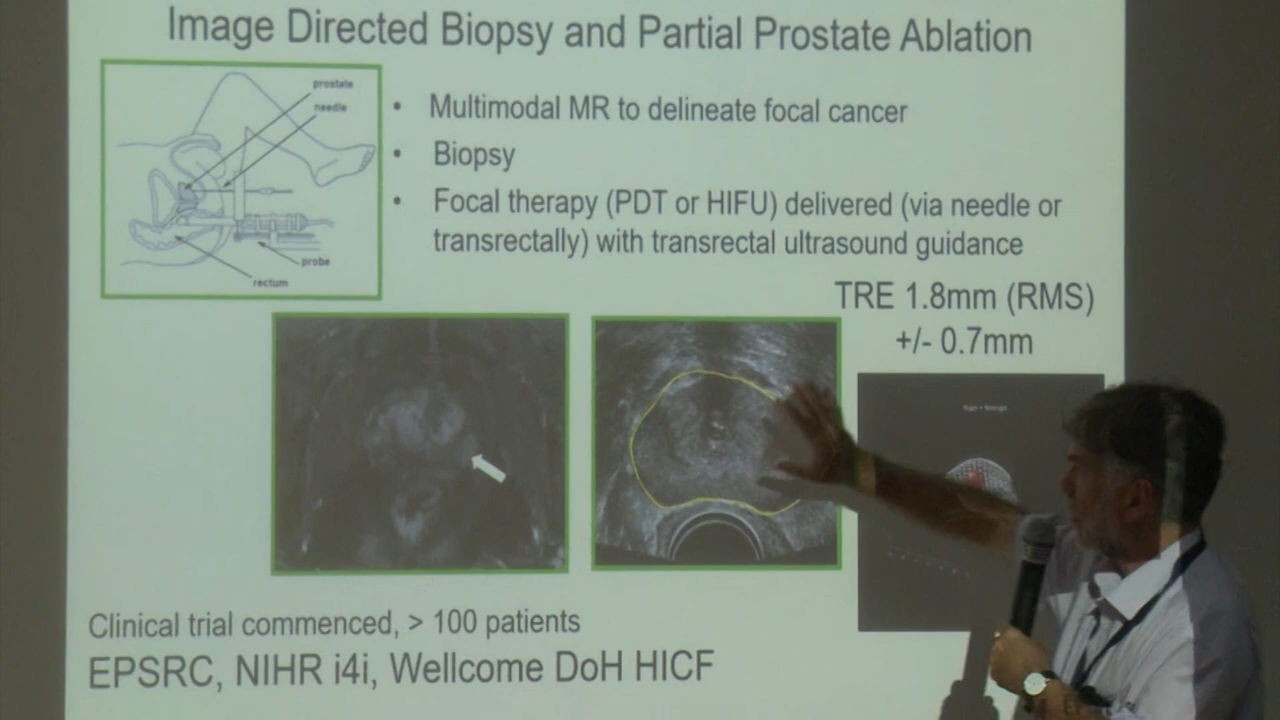 Image Directed Biopsy and Partial Prostate Ablation
prostate
needle
probe
rectum
• Multimodal MR to delineate focal cancer
• Biopsy
• Focal therapy (PDT or HIFU) delivered (via needle or
transrectally) with transrectal ultrasound guidance
TRE 1.8mm (RMS)
+/- 0.7mm
Clinical trial commenced, > 100 patients
EPSRC, NIHR i4i, Wellcome DoH HICF